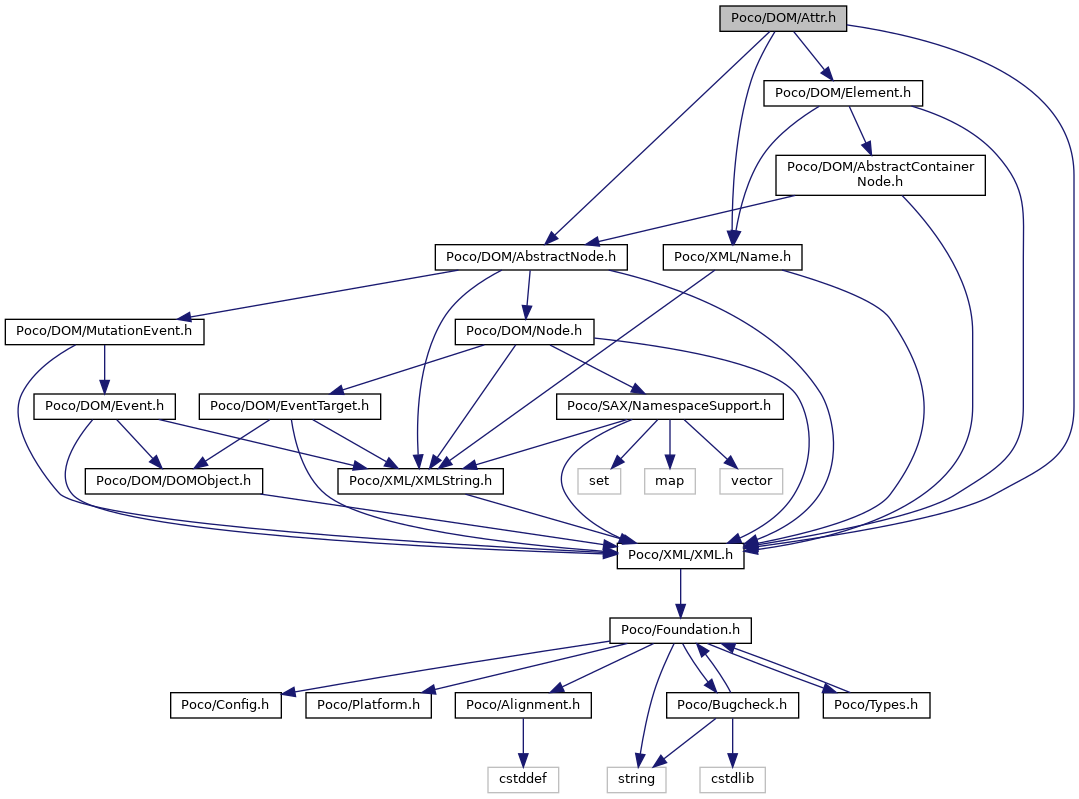 Poco/DOM/Attr.h
Poco/DOM/Element.h
Poco/DOM/AbstractContainer
Node.h
Poco/DOM/AbstractNode.h
Poco/XML/Name.h
Poco/DOM/MutationEvent.h
Poco/DOM/Node.h
Poco/DOM/Event.h
Poco/DOM/EventTarget.h
Poco/SAX/NamespaceSupport.h
Poco/DOM/DOMObject.h
Poco/XML/XMLString.h
set
map
vector
Poco/XML/XML.h
Poco/Foundation.h
Poco/Config.h
Poco/Platform.h
Poco/Alignment.h
Poco/Bugcheck.h
Poco/Types.h
cstddef
string
cstdlib